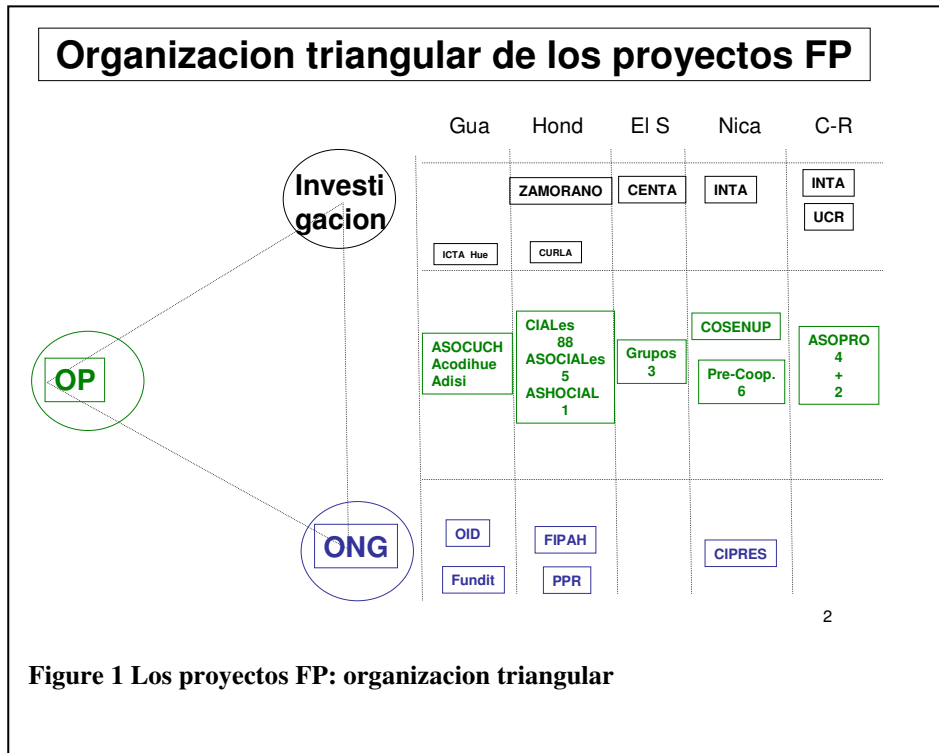 Organizacion triangular de los proyectos FP
Gua Hond El S Nica C-R
Investi
gacion
ZAMORANO CENTA INTA INTA
UCR
ICTA Hue CURLA
OP
ASOCUCH
Acodihue
Adisi
CIALes
88
ASOCIALes
5
ASHOCIAL
1
Grupos
3
COSENUP
Pre-Coop.
6
ASOPRO
4
+
2
ONG
OID
Fundit
FIPAH
PPR
CIPRES
2
Figure 1 Los proyectos FP: organizacion triangular